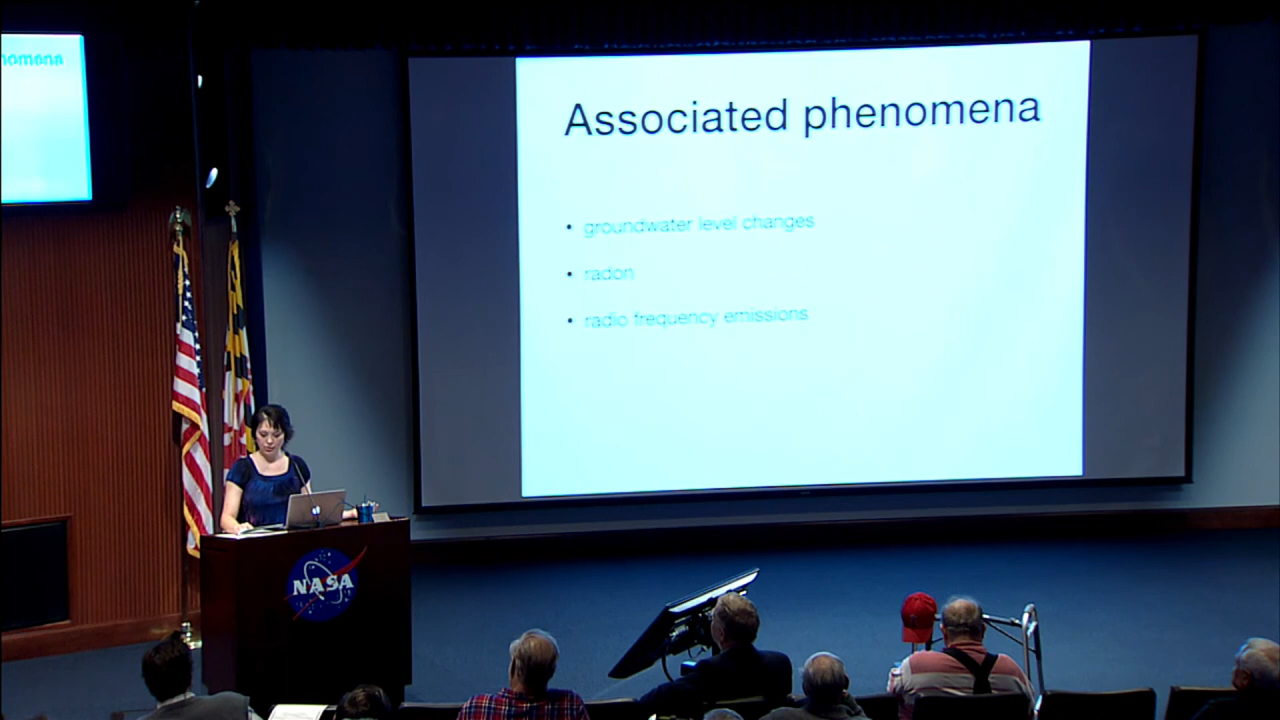 nomena
Associated phenomena
• groundwater level changes
• radon
• radio frequency emissions
NASA